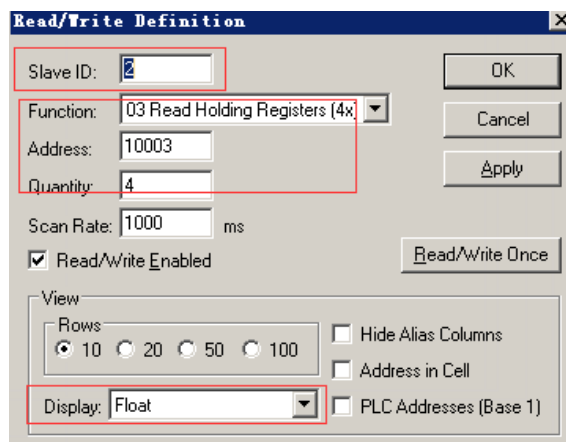 Read/Write Definition
Slave ID: 2
OK
Function: 03 Read Holding Registers (4x)
Cancel
Address: 10003
Apply
Quantity: 4
Scan Rate: 1000 ms
Read/Write Enabled
Read/Write Once
View
Rows
10 20 50 100
Hide Alias Columns
Address in Cell
Display: Float
PLC Addresses (Base 1)